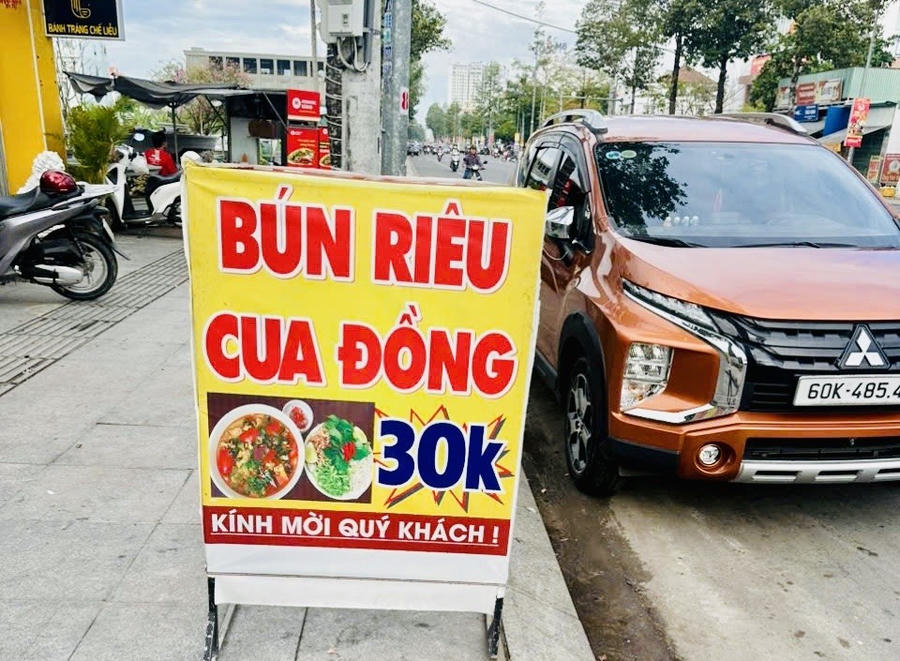 BÁNH TRÁNG CHẾ LIỄU
BÚN RIÊU
CUA ĐỒNG
30k
KÍNH MỜI QUÝ KHÁCH !
60K-485.4